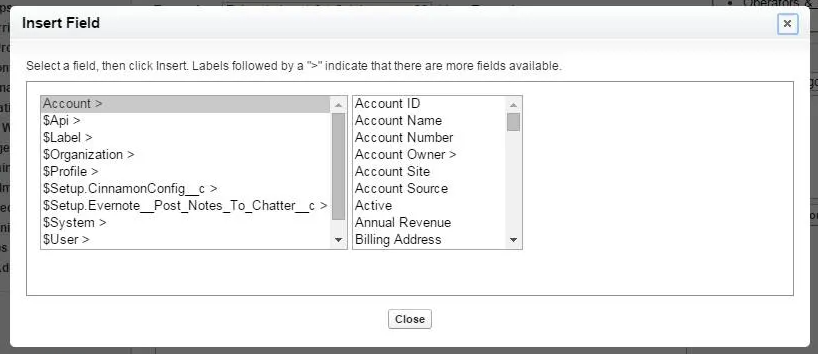 Insert Field
Select a field, then click Insert. Labels followed by a ">" indicate that there are more fields available.
Account >
$Api >
$Label >
$Organization >
$Profile >
$Setup.CinnamonConfig__c >
$Setup.Evernote__Post_Notes_To_Chatter__c >
$System >
$User >
Account ID
Account Name
Account Number
Account Owner >
Account Site
Account Source
Active
Annual Revenue
Billing Address
Close